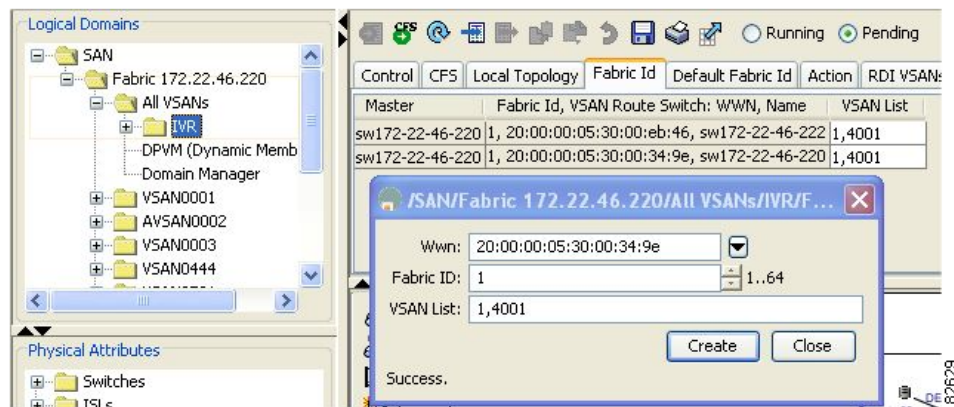 Logical Domains
SAN
Fabric 172.22.46.220
All VSANs
IVR
DPVM (Dynamic Memb
Domain Manager
VSAN0001
AVSAN0002
VSAN0003
VSAN0444
Physical Attributes
Switches
ISLs
CFS
Running Pending
Control CFS Local Topology Fabric Id Default Fabric Id Action RDI VSANs
Master Fabric Id, VSAN Route Switch: WWN, Name VSAN List
sw172-22-46-220 1, 20:00:00:05:30:00:eb:46, sw172-22-46-222 1,4001
sw172-22-46-220 1, 20:00:00:05:30:00:34:9e, sw172-22-46-220 1,4001
/SAN/Fabric 172.22.46.220/All VSANs/IVR/F...
Wwn: 20:00:00:05:30:00:34:9e
Fabric ID: 1 1..64
VSAN List: 1,4001
Create Close
Success.
DE